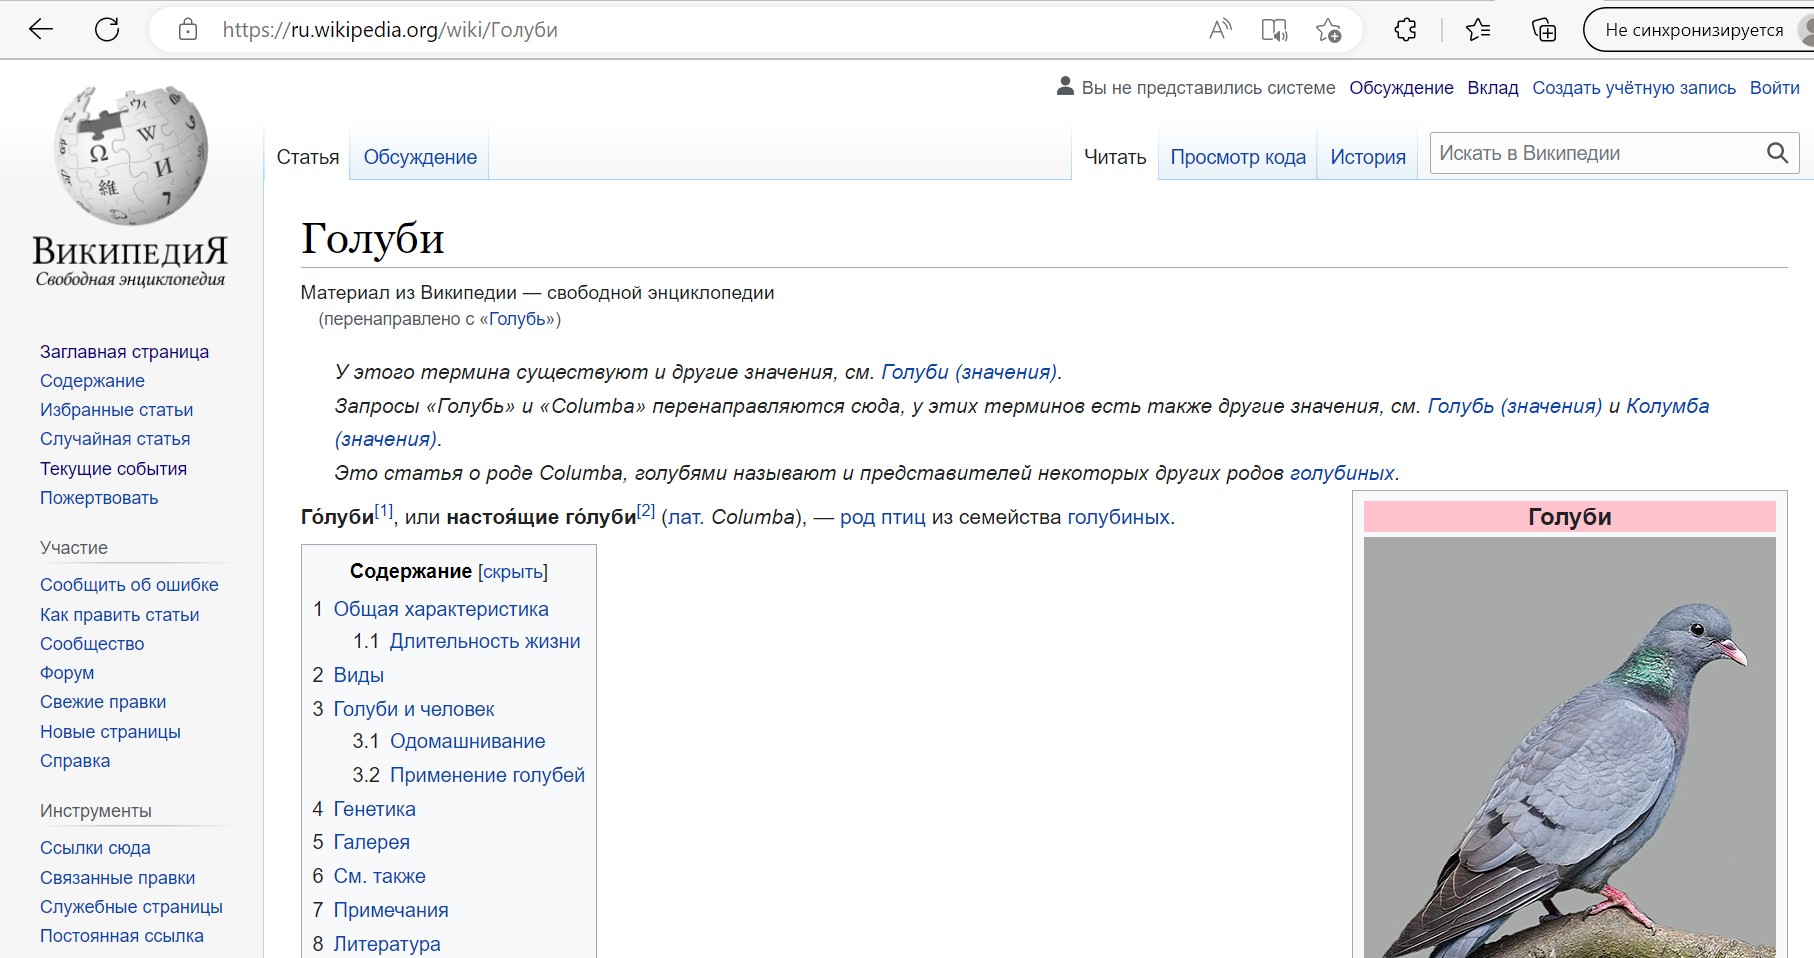 https://ru.wikipedia.org/wiki/Голуби
Не синхронизируется
Вы не представились системе Обсуждение Вклад Создать учётную запись Войти
Статья Обсуждение Читать Просмотр кода История Искать в Википедии
ВикипедиЯ
Свободная энциклопедия
Заглавная страница
Содержание
Избранные статьи
Случайная статья
Текущие события
Пожертвовать
Участие
Сообщить об ошибке
Как править статьи
Сообщество
Форум
Свежие правки
Новые страницы
Справка
Инструменты
Ссылки сюда
Связанные правки
Служебные страницы
Постоянная ссылка
Голуби
Материал из Википедии — свободной энциклопедии
(перенаправлено с «Голубь»)
У этого термина существуют и другие значения, см. Голуби (значения).
Запросы «Голубь» и «Columba» перенаправляются сюда, у этих терминов есть также другие значения, см. Голубь (значения) и Колумба
(значения).
Это статья о роде Columba, голубями называют и представителей некоторых других родов голубиных.
Го́луби[1], или настоя́щие го́луби[2] (лат. Columba), — род птиц из семейства голубиных.
Содержание [скрыть]
1 Общая характеристика
1.1 Длительность жизни
2 Виды
3 Голуби и человек
3.1 Одомашнивание
3.2 Применение голубей
4 Генетика
5 Галерея
6 См. также
7 Примечания
8 Литература
Голуби